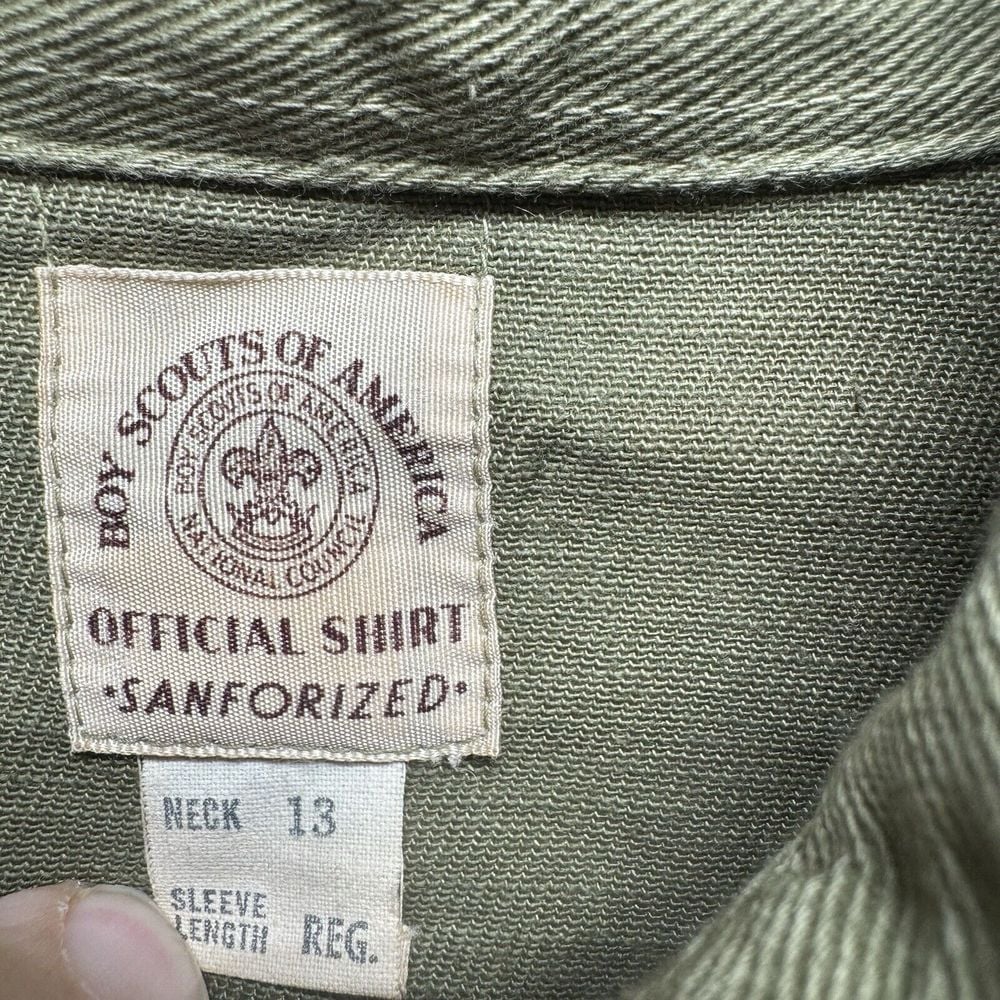 BOY SCOUTS OF AMERICA
BOY SCOUTS OF AMERICA
NATIONAL COUNCIL
OFFICIAL SHIRT
•SANFORIZED•
NECK 13
SLEEVE
LENGTH REG.